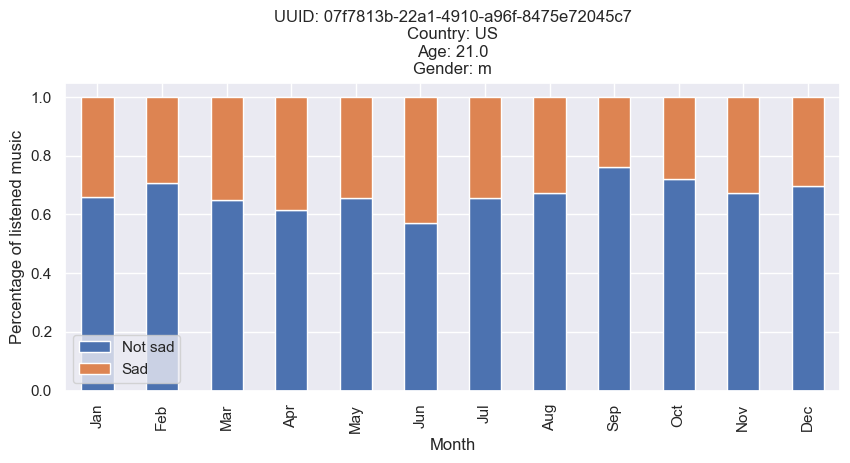 UUID: 07f7813b-22a1-4910-a96f-8475e72045c7
Country: US
Age: 21.0
Gender: m
Percentage of listened music
1.0
0.8
0.6
0.4
0.2
0.0
Not sad
Sad
Jan
Feb
Mar
Apr
May
Jun
Jul
Aug
Sep
Oct
Nov
Dec
Month